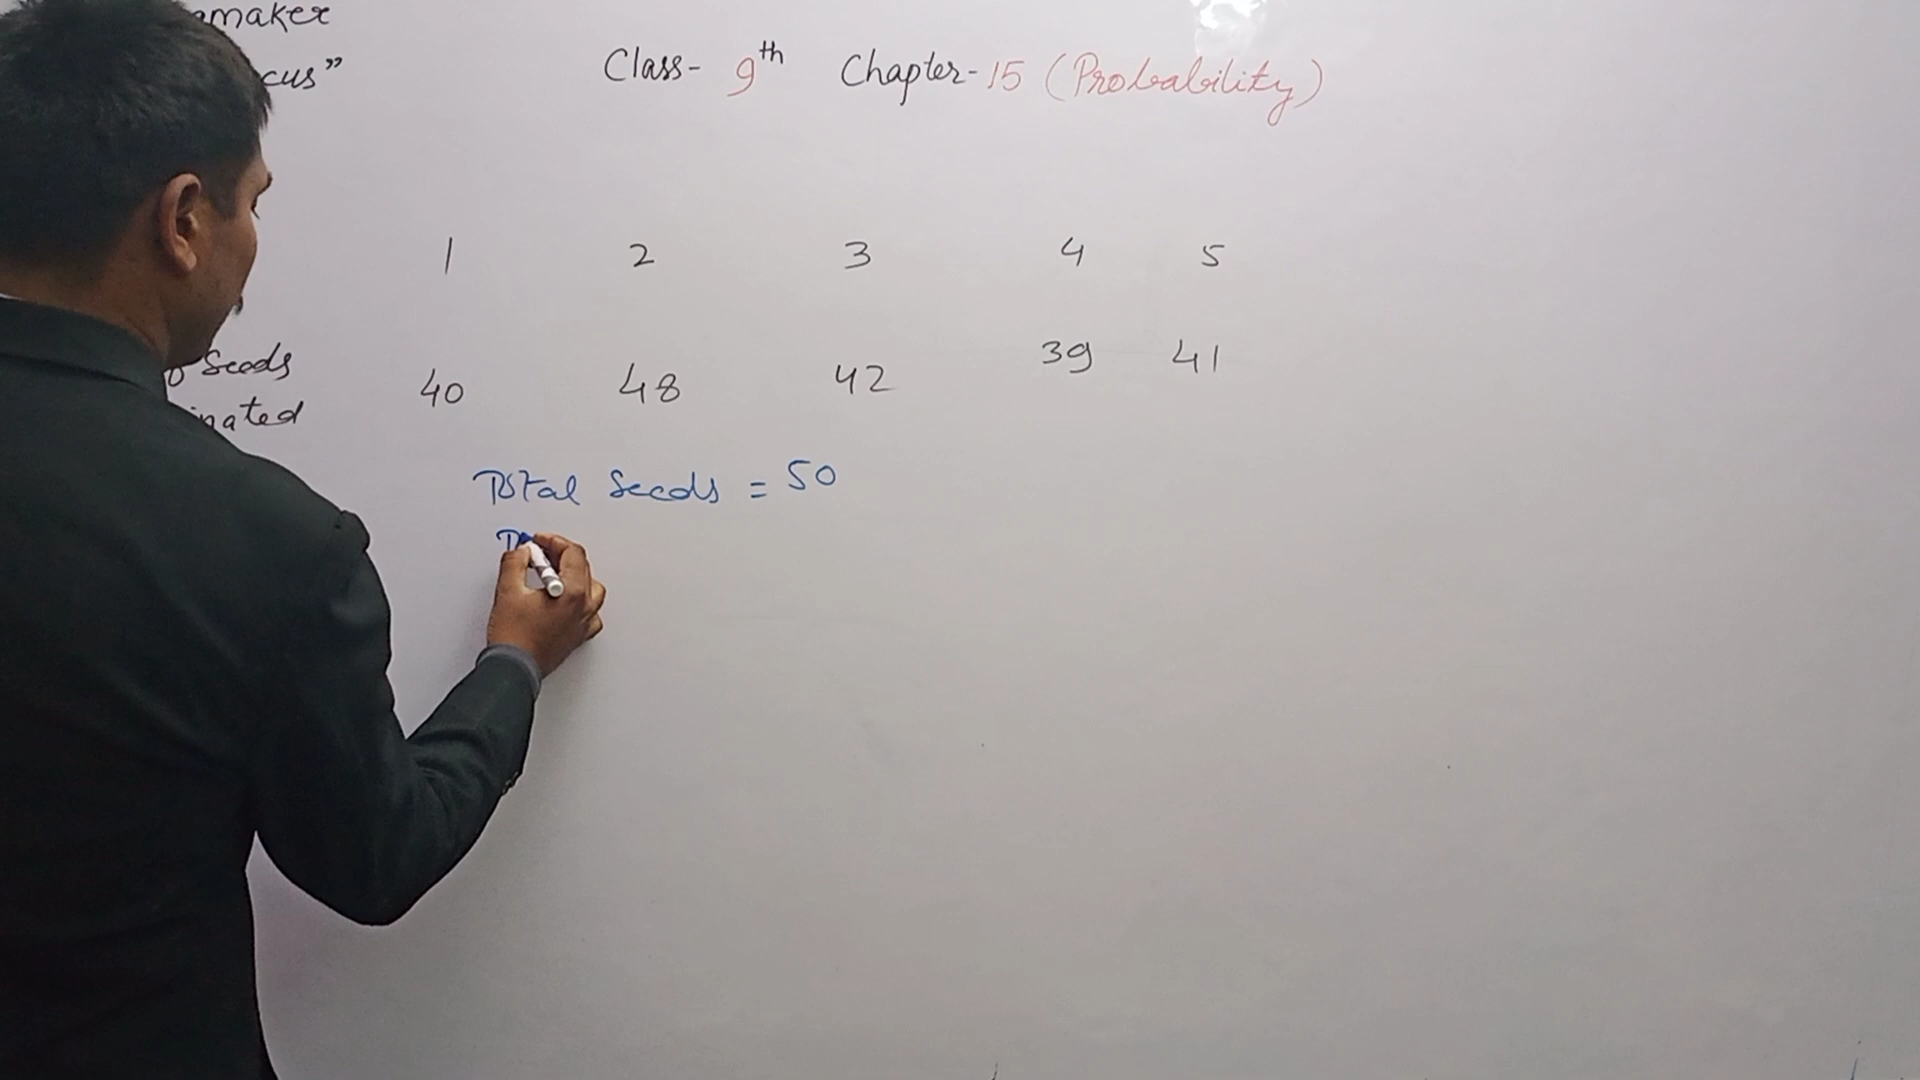 maker
cus"
Class- 9th Chapter-15 (Probability)
1 2 3 4 5
Seeds
40 48 42 39 41
nated
Total Seeds = 50